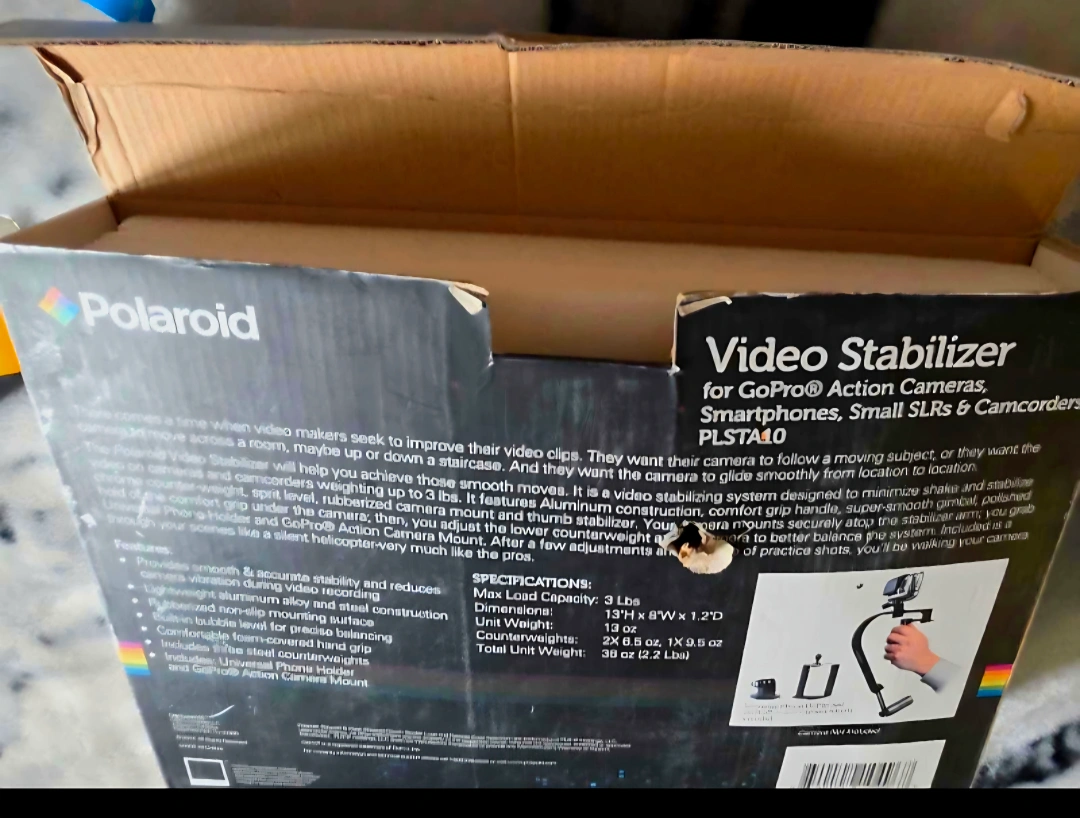 Polaroid
Video Stabilizer
for GoPro® Action Cameras,
Smartphones, Small SLRs & Camcorders
PLSTA10
a time when video makers seek to improve their video clips. They want their camera to follow a moving subject, or they want the
to move across a room, maybe up or down a staircase. And they want the camera to glide smoothly from location to location.
Video Stabilizer will help you achieve those smooth moves. It is a video stabilizing system designed to minimize shake and stabilize
on cameras and camcorders weighting up to 3 lbs. It features Aluminum construction, comfort grip handle, super-smooth gimbal, polished
counterweight, sprit level, rubberized camera mount and thumb stabilizer. Your mounts securely atop the stabilizer arm; you grab
of the comfort grip under the camera; then, you adjust the lower counterweight to better balance the system. Included is a
Phone Holder and GoPro® Action Camera Mount. After a few adjustments of practice shots, you'll be walking your camera
through your scenes like a silent helicopter-very much like the pros.
Features:
• Provides smooth & accurate stability and reduces
camera vibration during video recording
• Lightweight aluminum alloy and steel construction
• Rubberized non-slip mounting surface
• Built-in bubble level for precise balancing
• Comfortable foam-covered hand grip
• Includes three steel counterweights
• Includes Universal Phone Holder
and GoPro® Action Camera Mount
SPECIFICATIONS:
Max Load Capacity: 3 Lbs
Dimensions: 13"H x 8"W x 1.2"D
Unit Weight: 13 oz
Counterweights: 2X 6.5 oz, 1X 9.5 oz
Total Unit Weight: 36 oz (2.2 Lbs)
Camera Not Included